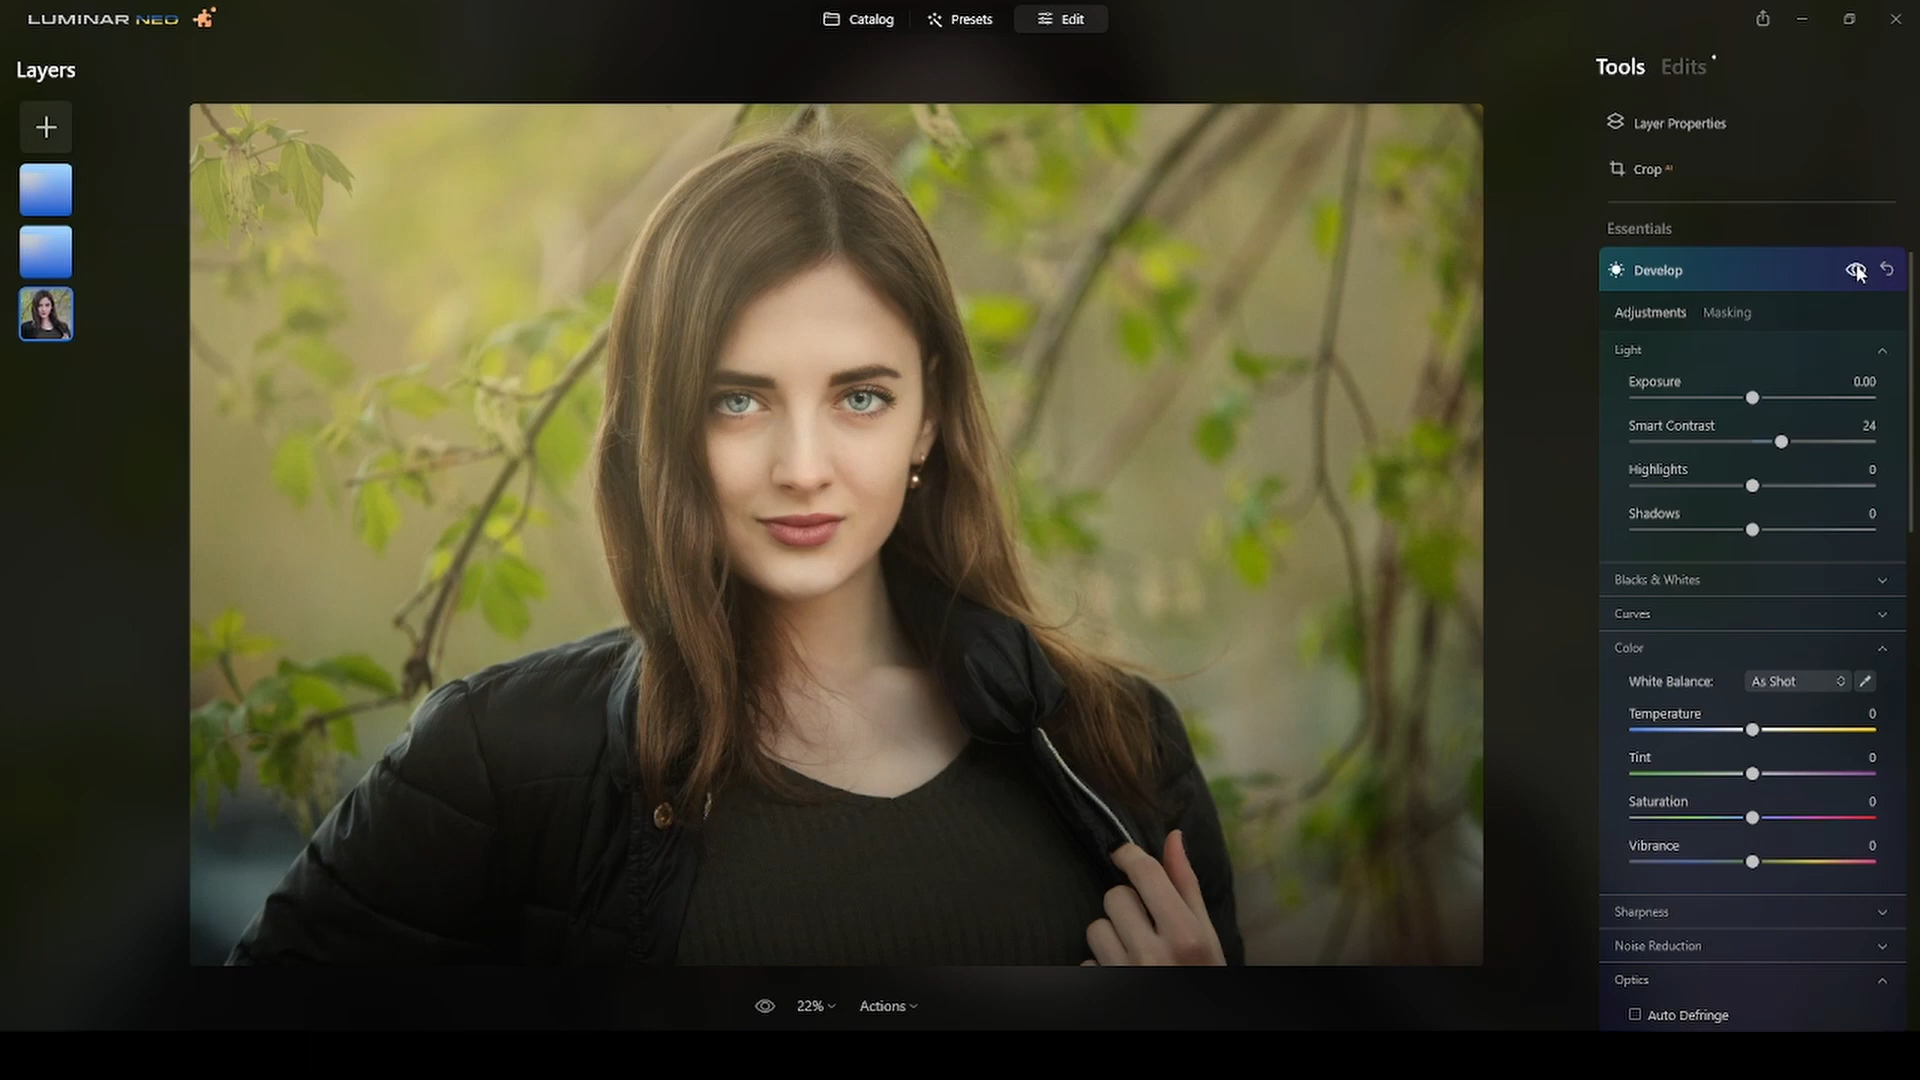 LUMINAR NEO
Catalog
Presets
Edit
Layers
Tools Edits
Layer Properties
Crop AI
Essentials
Develop
Adjustments Masking
Light
Exposure 0.00
Smart Contrast 24
Highlights 0
Shadows 0
Blacks & Whites
Curves
Color
White Balance: As Shot
Temperature 0
Tint 0
Saturation 0
Vibrance 0
Sharpness
Noise Reduction
Optics
Auto Defringe
22%
Actions